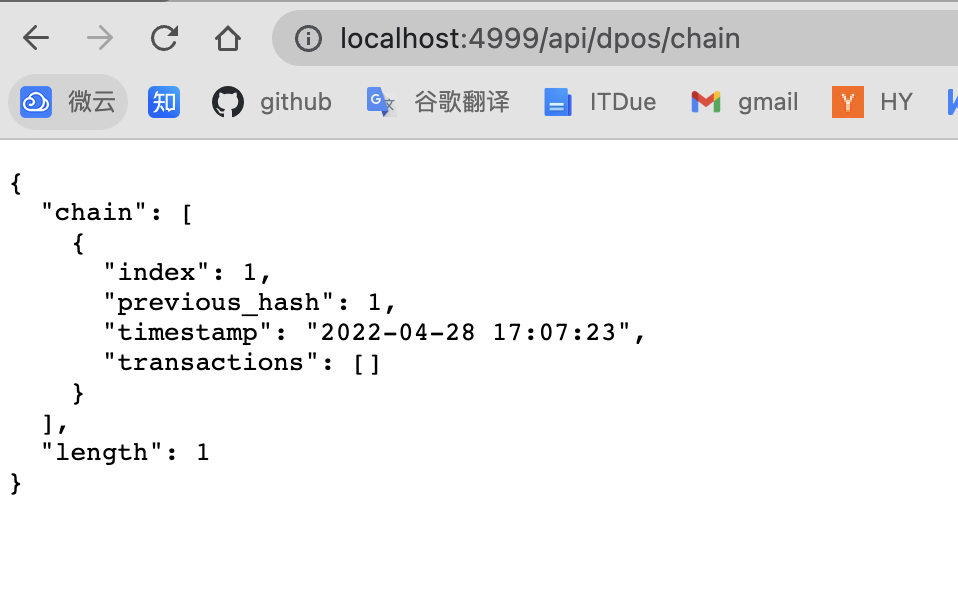 localhost:4999/api/dpos/chain
微云 知 github 谷歌翻译 ITDue gmail Y HY
{
  "chain": [
    {
      "index": 1,
      "previous_hash": 1,
      "timestamp": "2022-04-28 17:07:23",
      "transactions": []
    }
  ],
  "length": 1
}